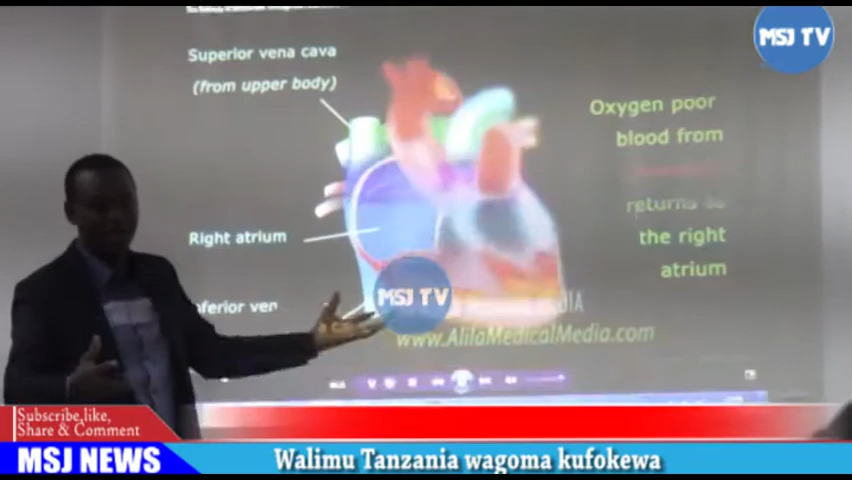 MSJ TV
Superior vena cava
(from upper body)
Oxygen poor
blood from
returns to
the right
atrium
Right atrium
MSJ TV
www.AlilaMedicalMedia.com
Subscribe,like,
Share & Comment
MSJ NEWS
Walimu Tanzania wagoma kufokewa